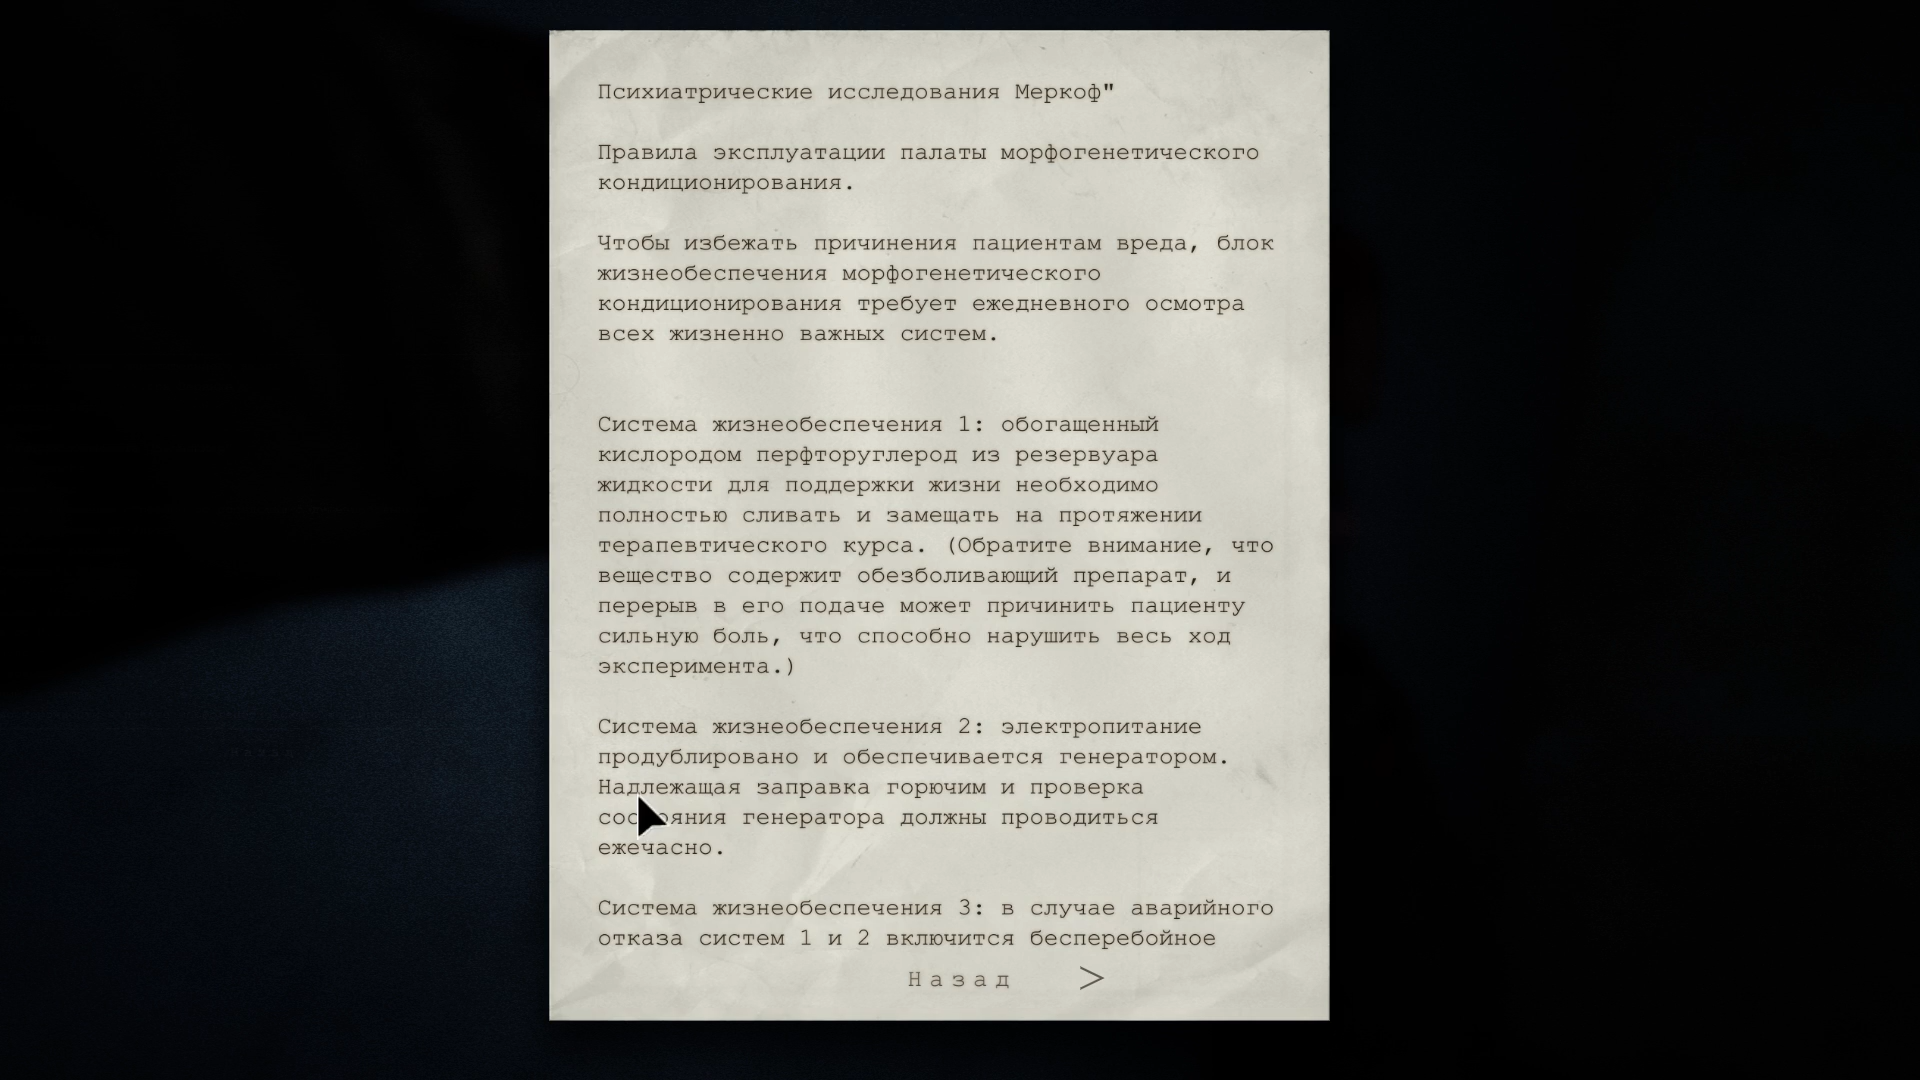 Психиатрические исследования Меркоф"
Правила эксплуатации палаты морфогенетического
кондиционирования.
Чтобы избежать причинения пациентам вреда, блок
жизнеобеспечения морфогенетического
кондиционирования требует ежедневного осмотра
всех жизненно важных систем.
Система жизнеобеспечения 1: обогащенный
кислородом перфторуглерод из резервуара
жидкости для поддержки жизни необходимо
полностью сливать и замещать на протяжении
терапевтического курса. (Обратите внимание, что
вещество содержит обезболивающий препарат, и
перерыв в его подаче может причинить пациенту
сильную боль, что способно нарушить весь ход
эксперимента.)
Система жизнеобеспечения 2: электропитание
продублировано и обеспечивается генератором.
Надлежащая заправка горючим и проверка
состояния генератора должны проводиться
ежечасно.
Система жизнеобеспечения 3: в случае аварийного
отказа систем 1 и 2 включится бесперебойное
Назад >